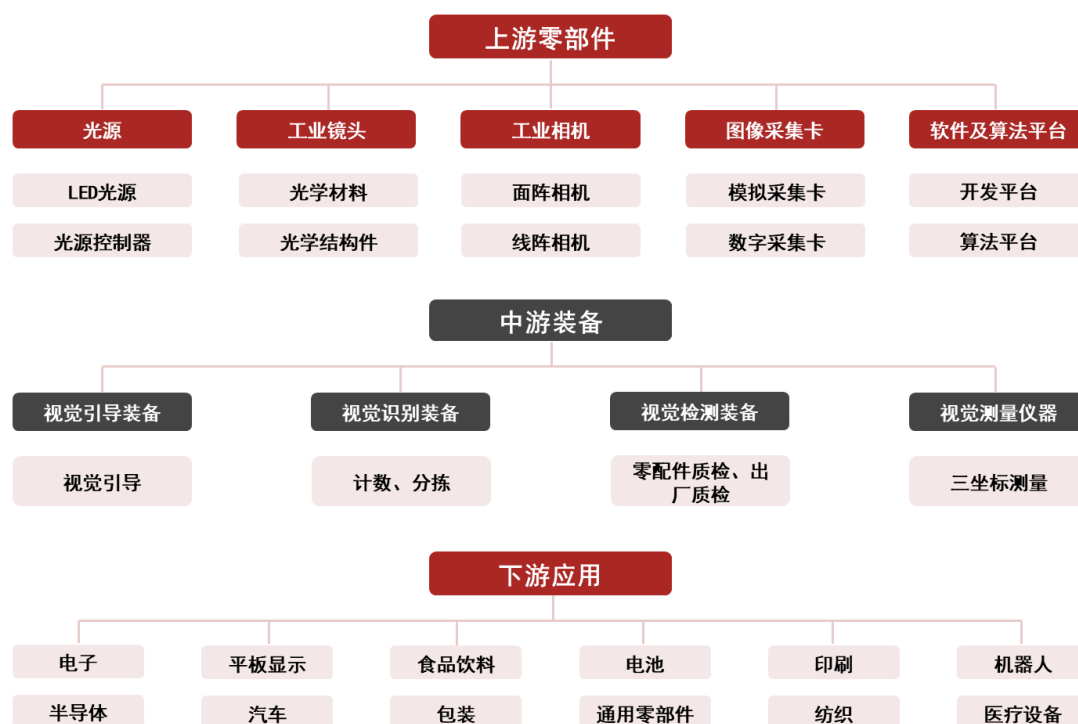 上游零部件
光源 工业镜头 工业相机 图像采集卡 软件及算法平台
LED光源 光学材料 面阵相机 模拟采集卡 开发平台
光源控制器 光学结构件 线阵相机 数字采集卡 算法平台
中游装备
视觉引导装备 视觉识别装备 视觉检测装备 视觉测量仪器
视觉引导 计数、分拣 零配件质检、出 三坐标测量
厂质检
下游应用
电子 平板显示 食品饮料 电池 印刷 机器人
半导体 汽车 包装 通用零部件 纺织 医疗设备